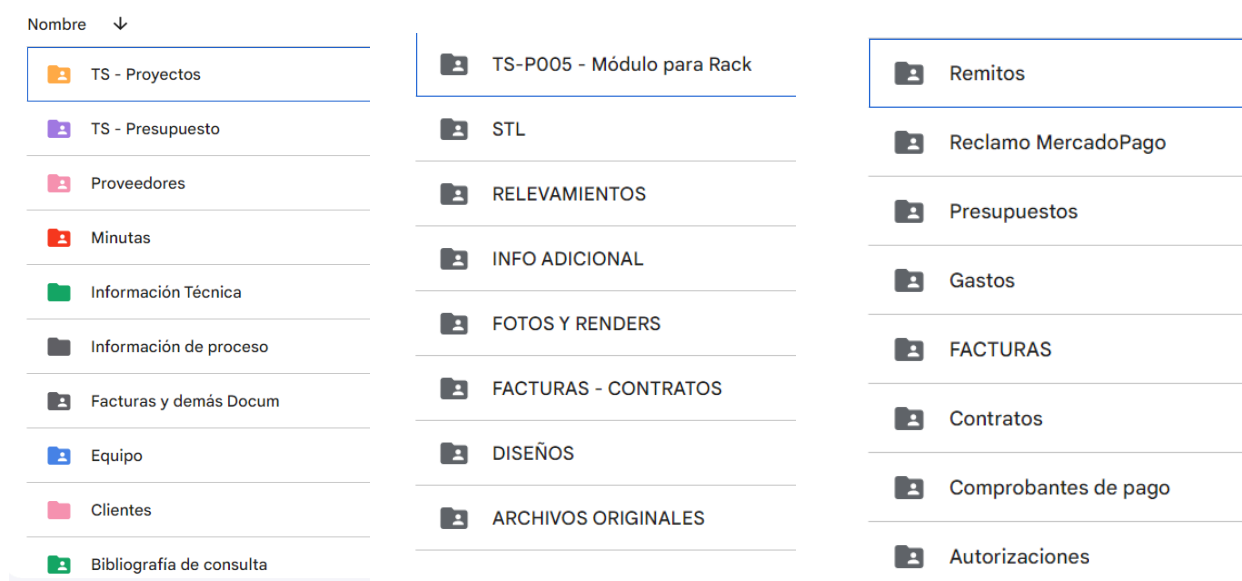 Nombre
TS - Proyectos
TS - Presupuesto
Proveedores
Minutas
Información Técnica
Información de proceso
Facturas y demás Docum
Equipo
Clientes
Bibliografía de consulta
TS-P005 - Módulo para Rack
STL
RELEVAMIENTOS
INFO ADICIONAL
FOTOS Y RENDERS
FACTURAS - CONTRATOS
DISEÑOS
ARCHIVOS ORIGINALES
Remitos
Reclamo MercadoPago
Presupuestos
Gastos
FACTURAS
Contratos
Comprobantes de pago
Autorizaciones